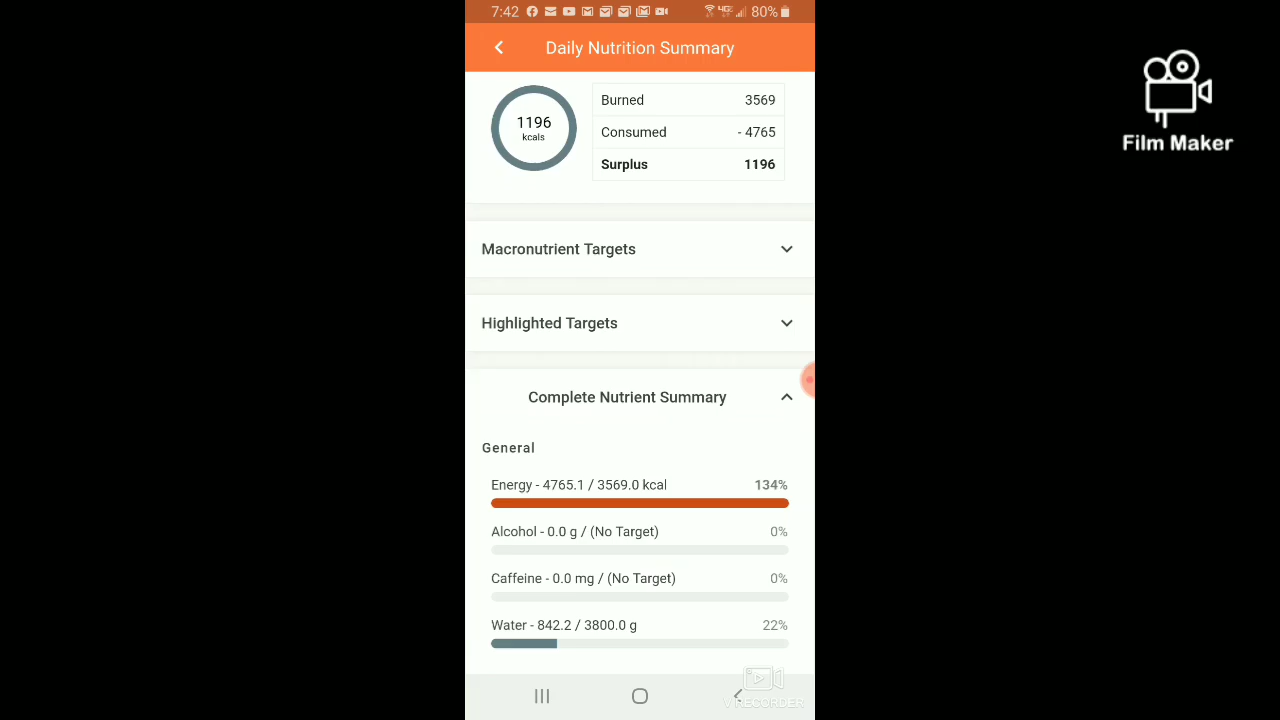 7:42 80%
Daily Nutrition Summary
Film Maker
1196
kcals
Burned 3569
Consumed - 4765
Surplus 1196
Macronutrient Targets
Highlighted Targets
Complete Nutrient Summary
General
Energy - 4765.1 / 3569.0 kcal 134%
Alcohol - 0.0 g / (No Target) 0%
Caffeine - 0.0 mg / (No Target) 0%
Water - 842.2 / 3800.0 g 22%
V RECORDER